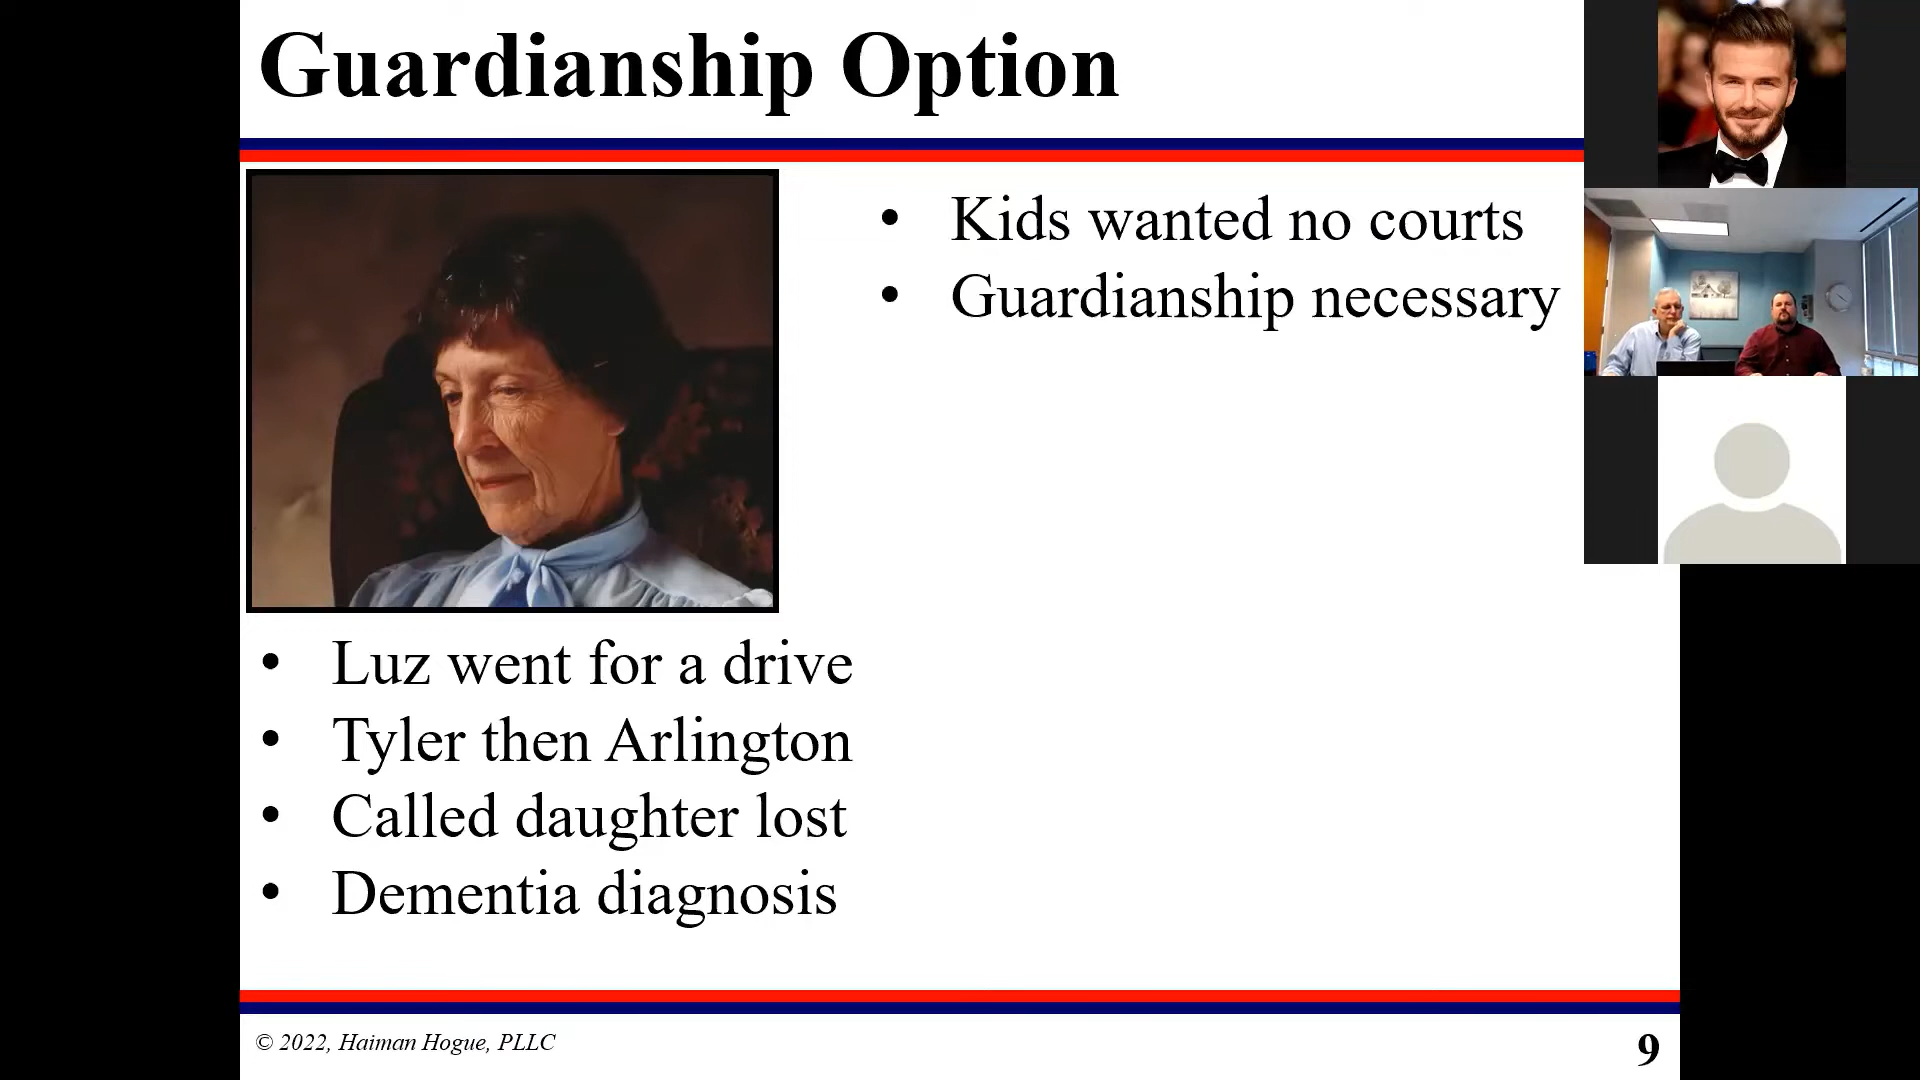 Guardianship Option
• Kids wanted no courts
• Guardianship necessary
• Luz went for a drive
• Tyler then Arlington
• Called daughter lost
• Dementia diagnosis
© 2022, Haiman Hogue, PLLC
9